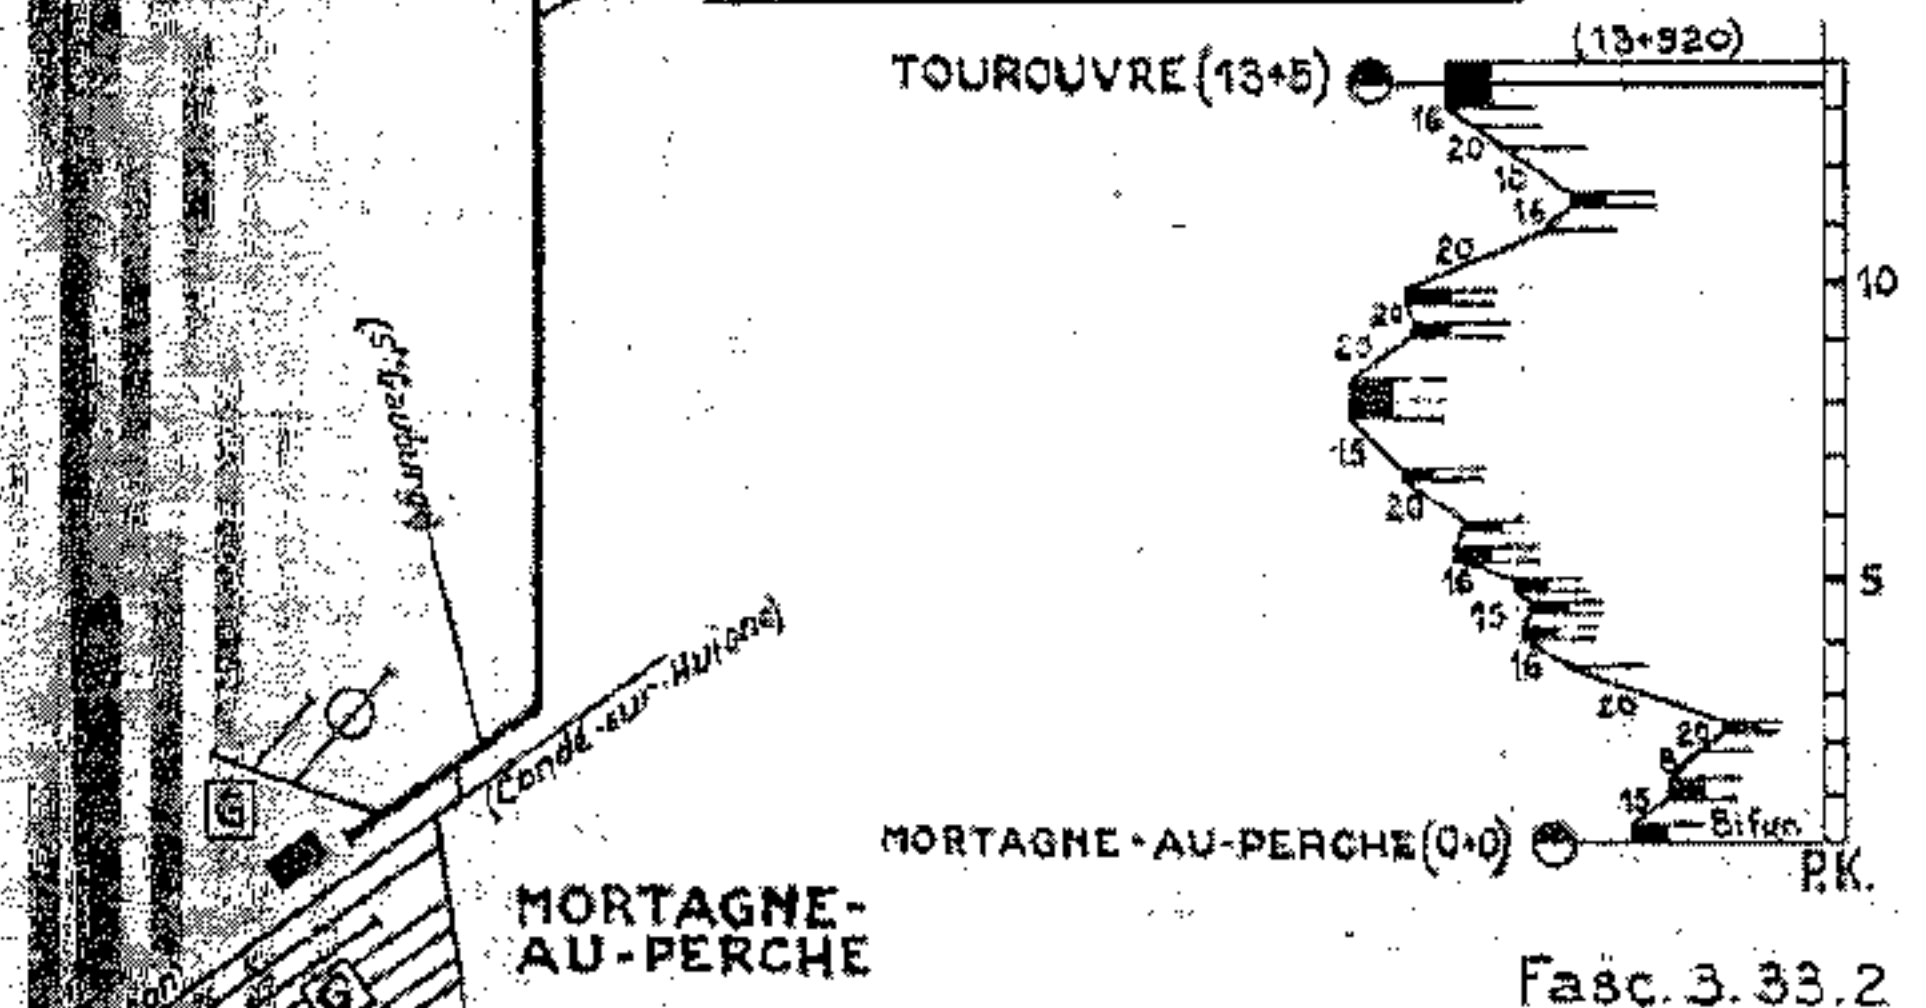 (13+920)
TOUROUVRE (13+5)
16
20
15
16
20
10
20
20
15
20
16
5
15
16
20
20
8
15
Bifur.
MORTAGNE-AU-PERCHE (0+0)
P.K.
(Ste Gauburge)
(Condé-sur-Huisne)
G
MORTAGNE-
AU-PERCHE
G
Fasc. 3.33.2